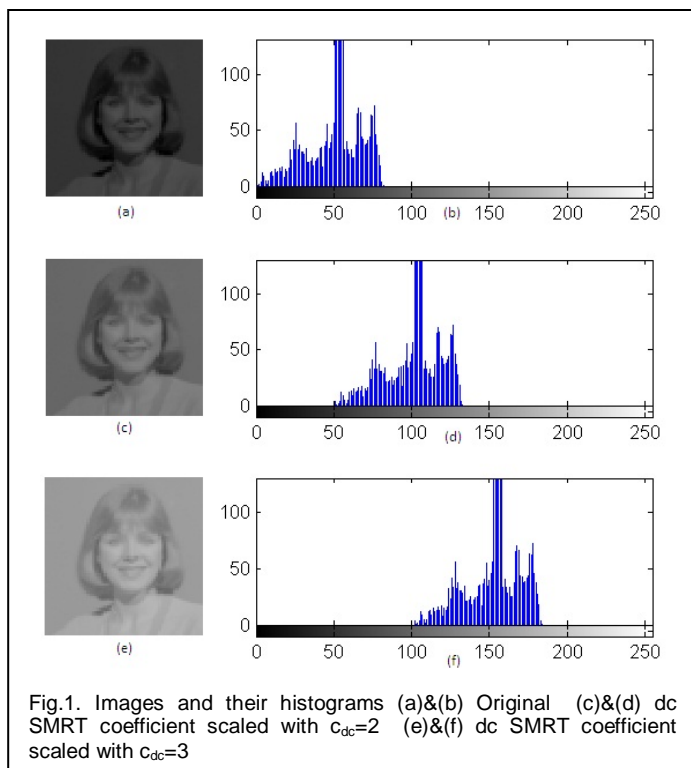 100
50
0
0 50 100 150 200 250
(a) (b)
100
50
0
0 50 100 150 200 250
(c) (d)
100
50
0
0 50 100 150 200 250
(e) (f)
Fig.1. Images and their histograms (a)&(b) Original (c)&(d) dc
SMRT coefficient scaled with c_dc=2 (e)&(f) dc SMRT coefficient
scaled with c_dc=3